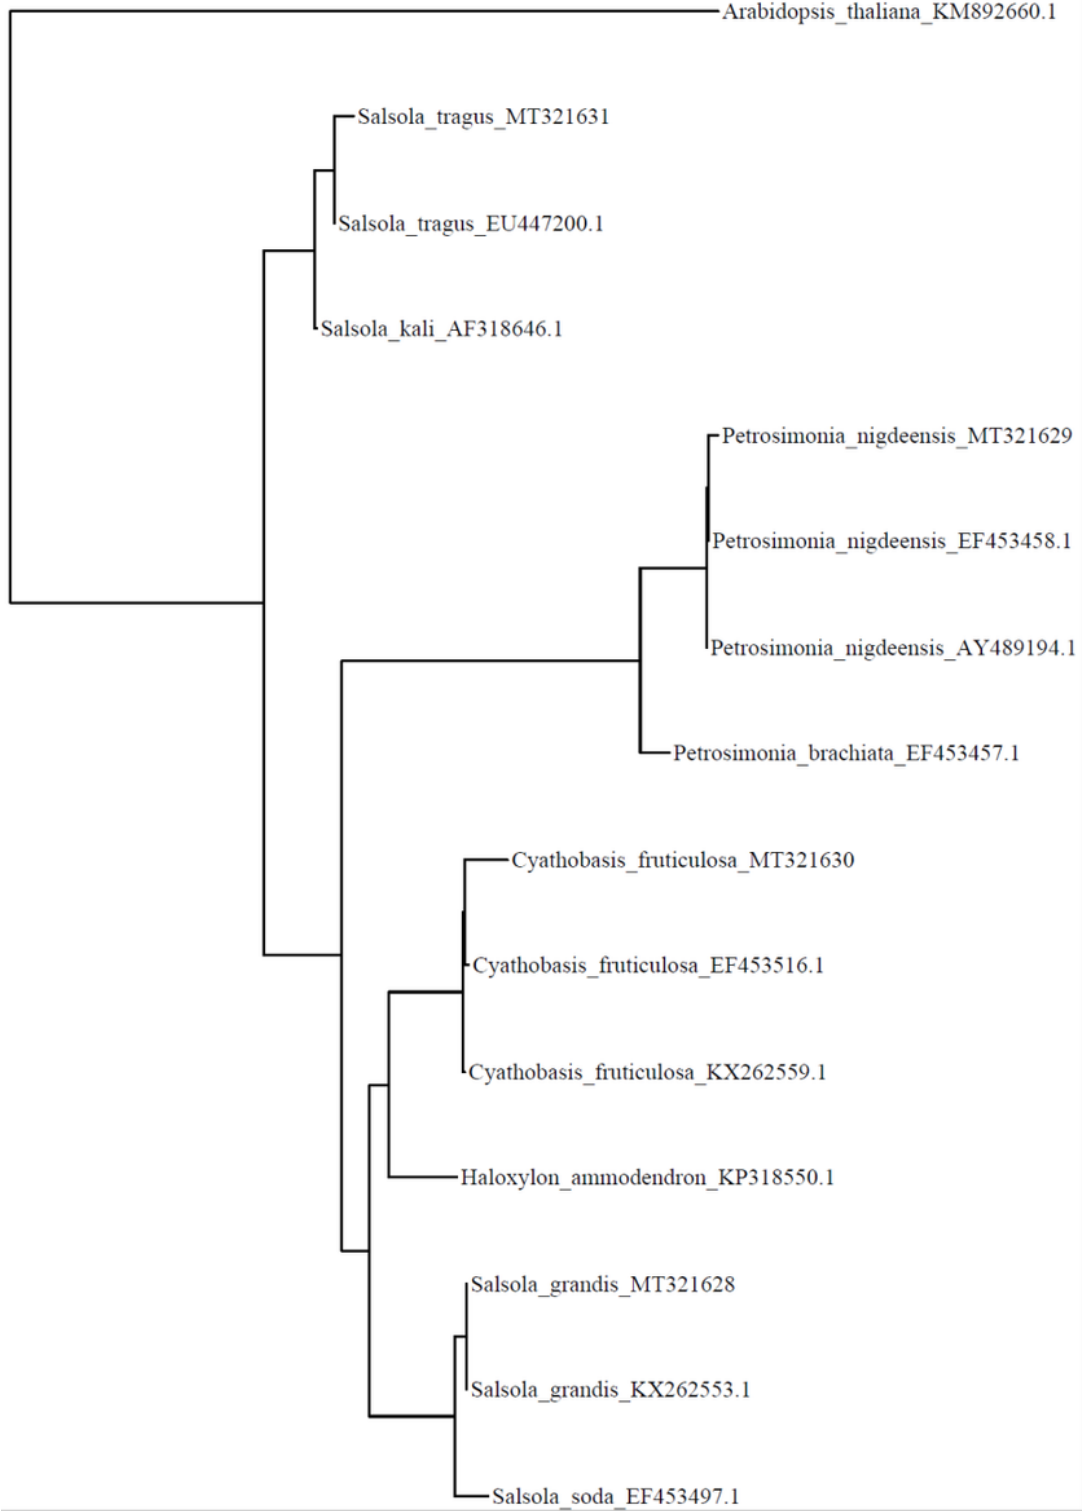 Arabidopsis_thaliana_KM892660.1
Salsola_tragus_MT321631
Salsola_tragus_EU447200.1
Salsola_kali_AF318646.1
Petrosimonia_nigdeensis_MT321629
Petrosimonia_nigdeensis_EF453458.1
Petrosimonia_nigdeensis_AY489194.1
Petrosimonia_brachiata_EF453457.1
Cyathobasis_fruticulosa_MT321630
Cyathobasis_fruticulosa_EF453516.1
Cyathobasis_fruticulosa_KX262559.1
Haloxylon_ammodendron_KP318550.1
Salsola_grandis_MT321628
Salsola_grandis_KX262553.1
Salsola_soda_EF453497.1